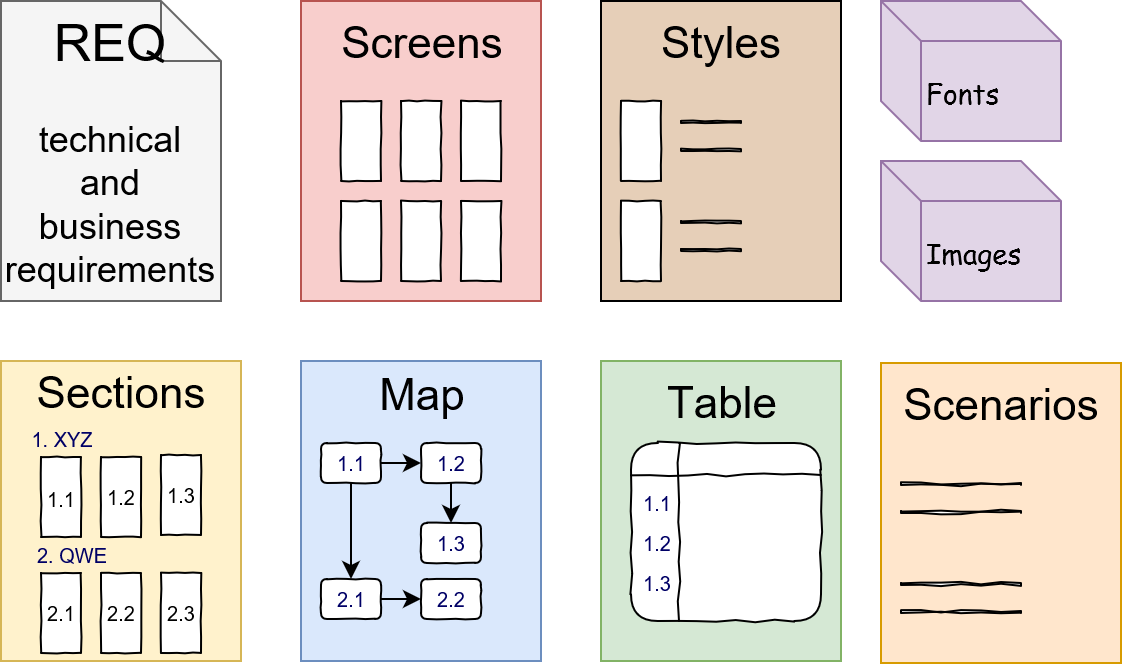 REQ
technical
and
business
requirements
Screens
Styles
Fonts
Images
Sections
1. XYZ
1.1 1.2 1.3
2. QWE
2.1 2.2 2.3
Map
1.1 1.2
1.3
2.1 2.2
Table
1.1
1.2
1.3
Scenarios